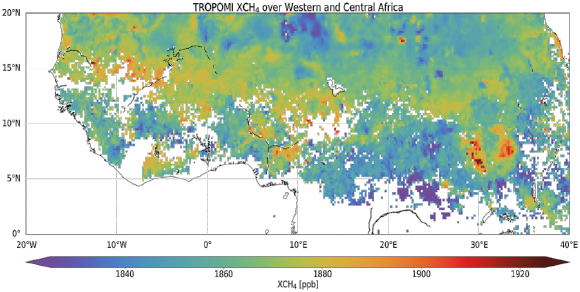 TROPOMI XCH₄ over Western and Central Africa
20°N
15°N
10°N
5°N
0°
20°W 10°W 0° 10°E 20°E 30°E 40°E
1840 1860 1880 1900 1920
XCH₄ [ppb]